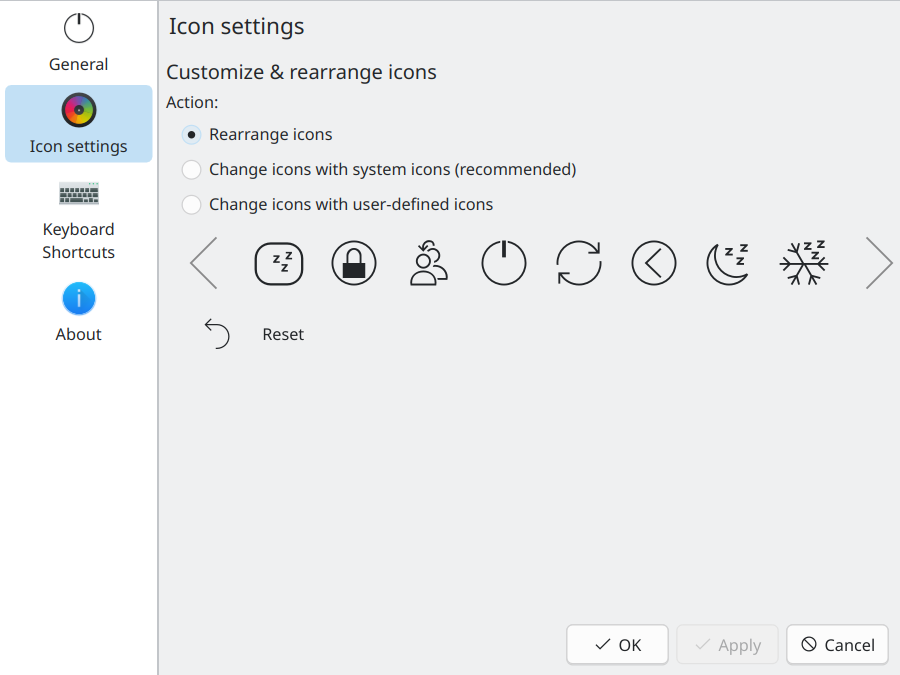 General
Icon settings
Keyboard
Shortcuts
About
Icon settings
Customize & rearrange icons
Action:
Rearrange icons
Change icons with system icons (recommended)
Change icons with user-defined icons
z z z
z z z
z z z
Reset
OK
Apply
Cancel